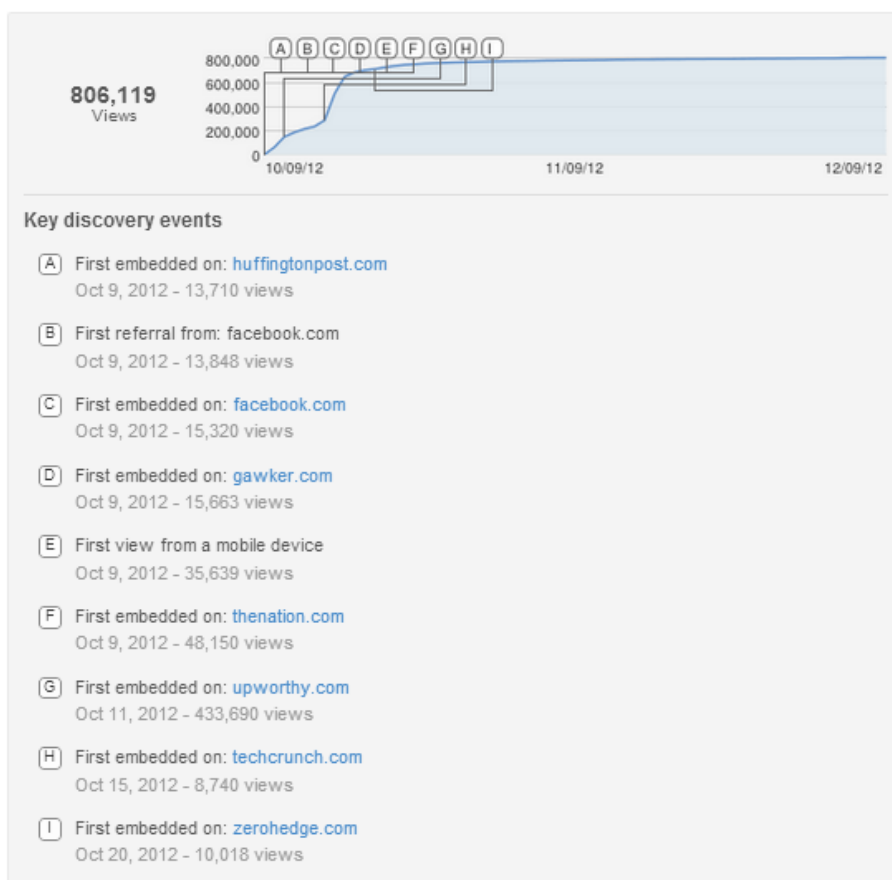 A B C D E F G H I
800,000
600,000
400,000
200,000
0
806,119
Views
10/09/12 11/09/12 12/09/12
Key discovery events
A First embedded on: huffingtonpost.com
Oct 9, 2012 - 13,710 views
B First referral from: facebook.com
Oct 9, 2012 - 13,848 views
C First embedded on: facebook.com
Oct 9, 2012 - 15,320 views
D First embedded on: gawker.com
Oct 9, 2012 - 15,663 views
E First view from a mobile device
Oct 9, 2012 - 35,639 views
F First embedded on: thenation.com
Oct 9, 2012 - 48,150 views
G First embedded on: upworthy.com
Oct 11, 2012 - 433,690 views
H First embedded on: techcrunch.com
Oct 15, 2012 - 8,740 views
I First embedded on: zerohedge.com
Oct 20, 2012 - 10,018 views